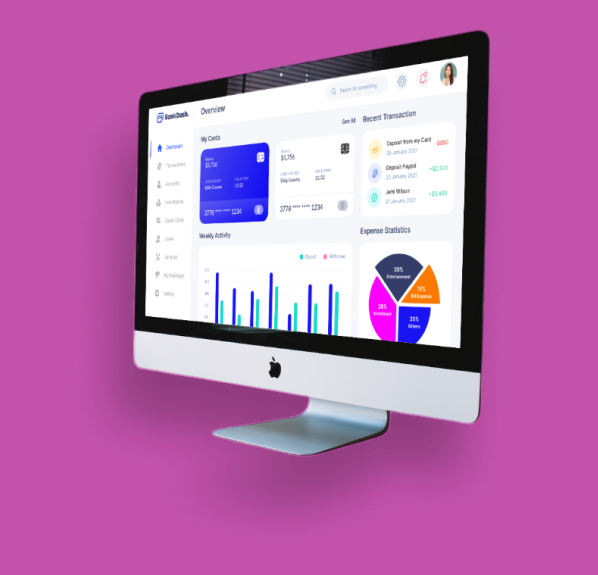 BankDash.
Overview
Search for something
Dashboard
Transactions
Accounts
Investments
Credit Cards
Loans
Services
My Privileges
Setting
My Cards
See All
Balance
$5,756
CARD HOLDER
VALID THRU
Eddy Cusuma
12/22
3778 **** **** 1234
Balance
$5,756
CARD HOLDER
VALID THRU
Eddy Cusuma
12/22
3778 **** **** 1234
Recent Transaction
Deposit from my Card
28 January 2021
-$850
Deposit Paypal
25 January 2021
+$2,500
Jemi Wilson
21 January 2021
+$5,400
Weekly Activity
Deposit
Withdraw
Expense Statistics
30%
Entertainment
15%
Bill Expense
20%
Investment
35%
Others